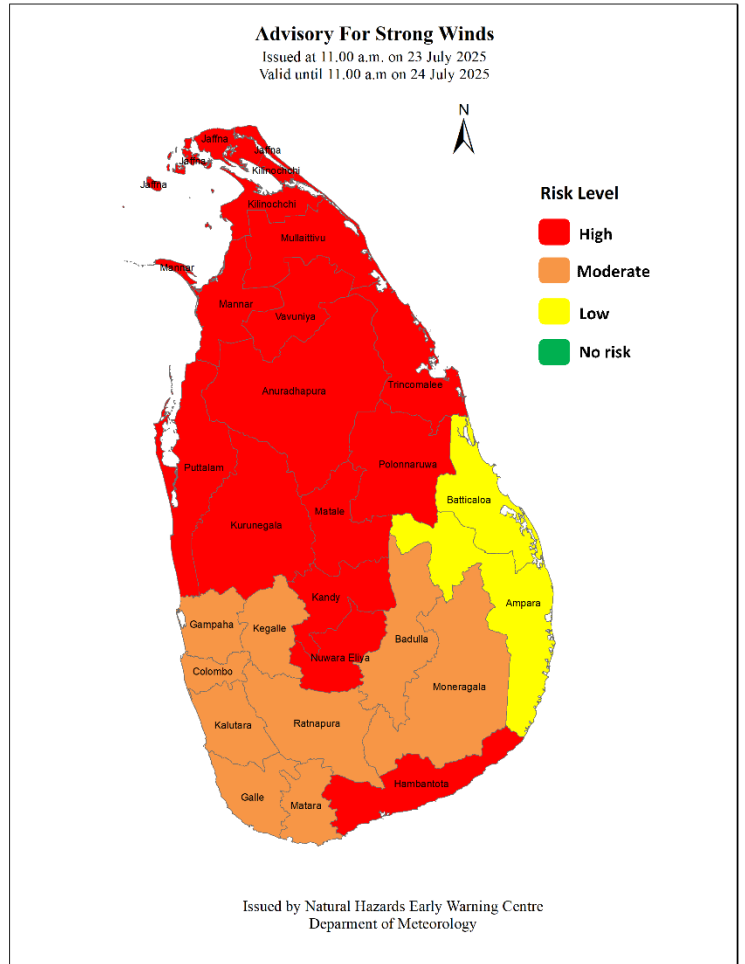 Advisory For Strong Winds
Issued at 11.00 a.m. on 23 July 2025
Valid until 11.00 a.m on 24 July 2025
N
Jaffna
Jaffna
Jaffna
Kilinochchi
Jaffna
Kilinochchi
Mullaittivu
Mannar
Mannar
Vavuniya
Anuradhapura
Trincomalee
Puttalam
Polonnaruwa
Batticaloa
Kurunegala
Matale
Kandy
Ampara
Gampaha
Kegalle
Badulla
Nuwara Eliya
Colombo
Moneragala
Kalutara
Ratnapura
Hambantota
Galle
Matara
Risk Level
High
Moderate
Low
No risk
Issued by Natural Hazards Early Warning Centre
Deparment of Meteorology